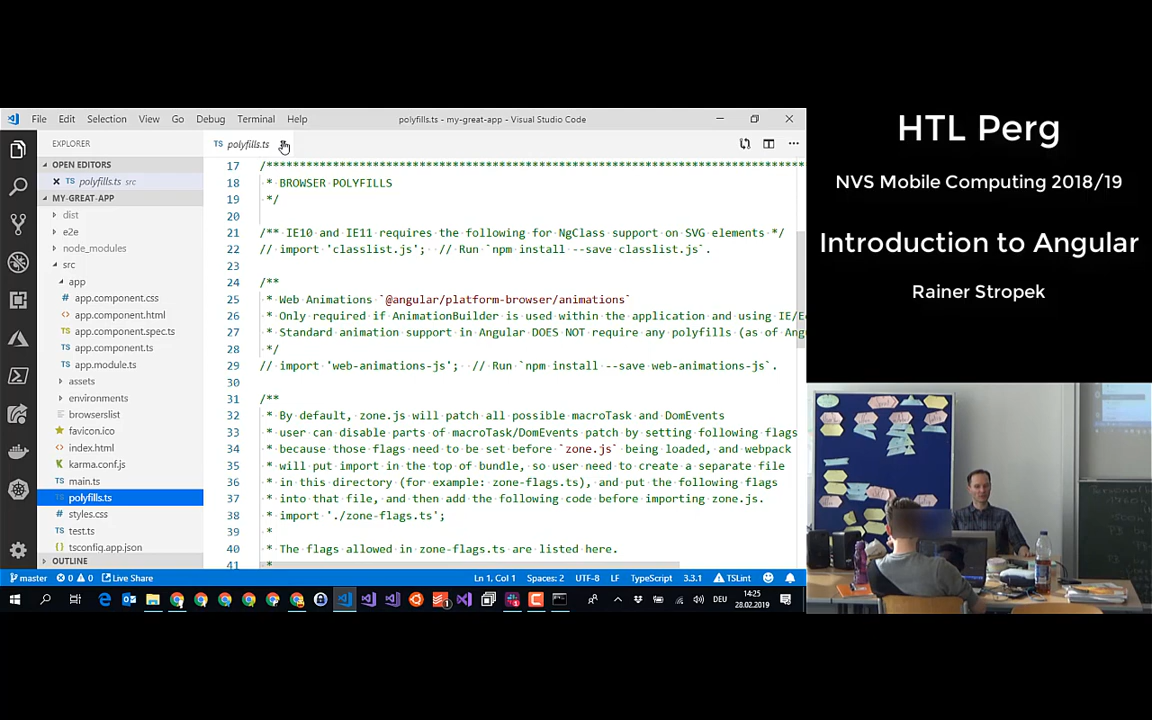 File Edit Selection View Go Debug Terminal Help
polyfills.ts - my-great-app - Visual Studio Code
EXPLORER
OPEN EDITORS
TS polyfills.ts src
MY-GREAT-APP
dist
e2e
node_modules
src
app
app.component.css
app.component.html
TS app.component.spec.ts
TS app.component.ts
TS app.module.ts
assets
environments
browserslist
favicon.ico
index.html
karma.conf.js
TS main.ts
TS polyfills.ts
styles.css
TS test.ts
tsconfig.app.json
OUTLINE
TS polyfills.ts
17 /*********************************************************************************
18 * BROWSER POLYFILLS
19 */
20
21 /** IE10 and IE11 requires the following for NgClass support on SVG elements */
22 // import 'classlist.js'; // Run `npm install --save classlist.js`.
23
24 /**
25 * Web Animations `@angular/platform-browser/animations`
26 * Only required if AnimationBuilder is used within the application and using IE/E
27 * Standard animation support in Angular DOES NOT require any polyfills (as of Ang
28 */
29 // import 'web-animations-js'; // Run `npm install --save web-animations-js`.
30
31 /**
32 * By default, zone.js will patch all possible macroTask and DomEvents
33 * user can disable parts of macroTask/DomEvents patch by setting following flags
34 * because those flags need to be set before `zone.js` being loaded, and webpack
35 * will put import in the top of bundle, so user need to create a separate file
36 * in this directory (for example: zone-flags.ts), and put the following flags
37 * into that file, and then add the following code before importing zone.js.
38 * import './zone-flags.ts';
39 *
40 * The flags allowed in zone-flags.ts are listed here.
41 *
master 0 0 Live Share Ln 1, Col 1 Spaces: 2 UTF-8 LF TypeScript 3.3.1 TSLint
DEU 14:25
28.02.2019
HTL Perg
NVS Mobile Computing 2018/19
Introduction to Angular
Rainer Stropek